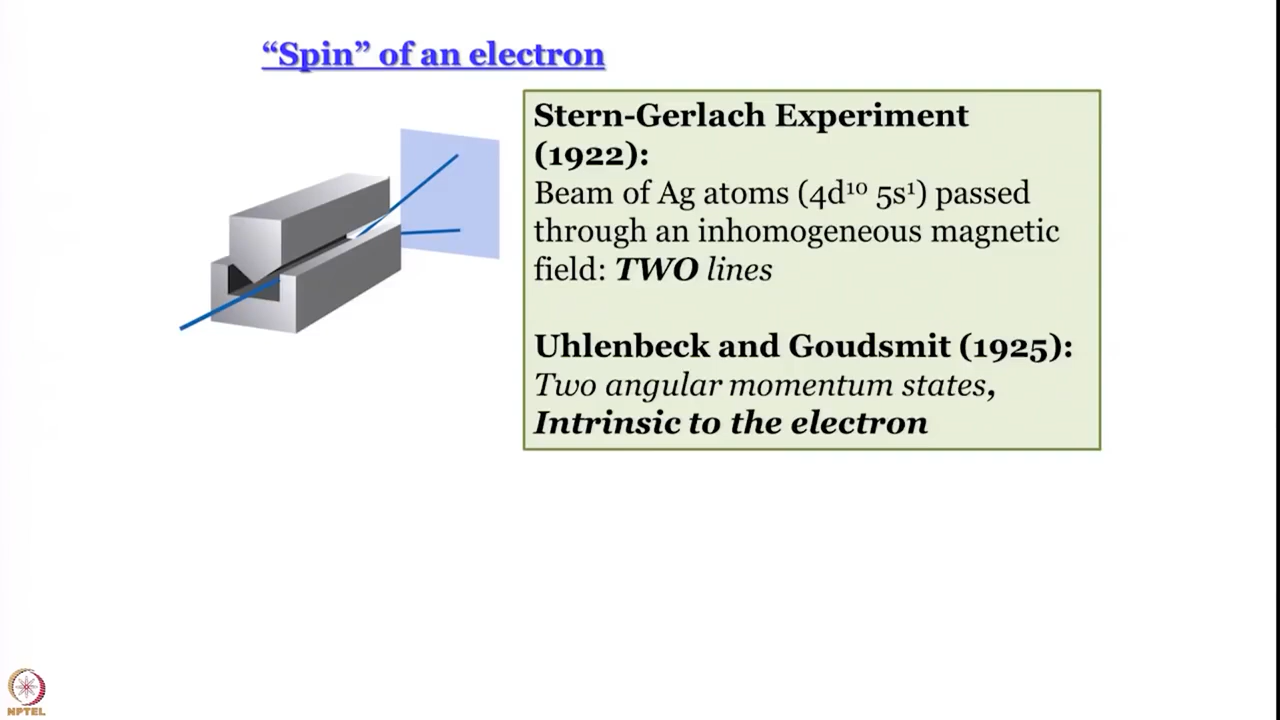 “Spin” of an electron
Stern-Gerlach Experiment
(1922):
Beam of Ag atoms (4d¹⁰ 5s¹) passed
through an inhomogeneous magnetic
field: TWO lines
Uhlenbeck and Goudsmit (1925):
Two angular momentum states,
Intrinsic to the electron
NPTEL